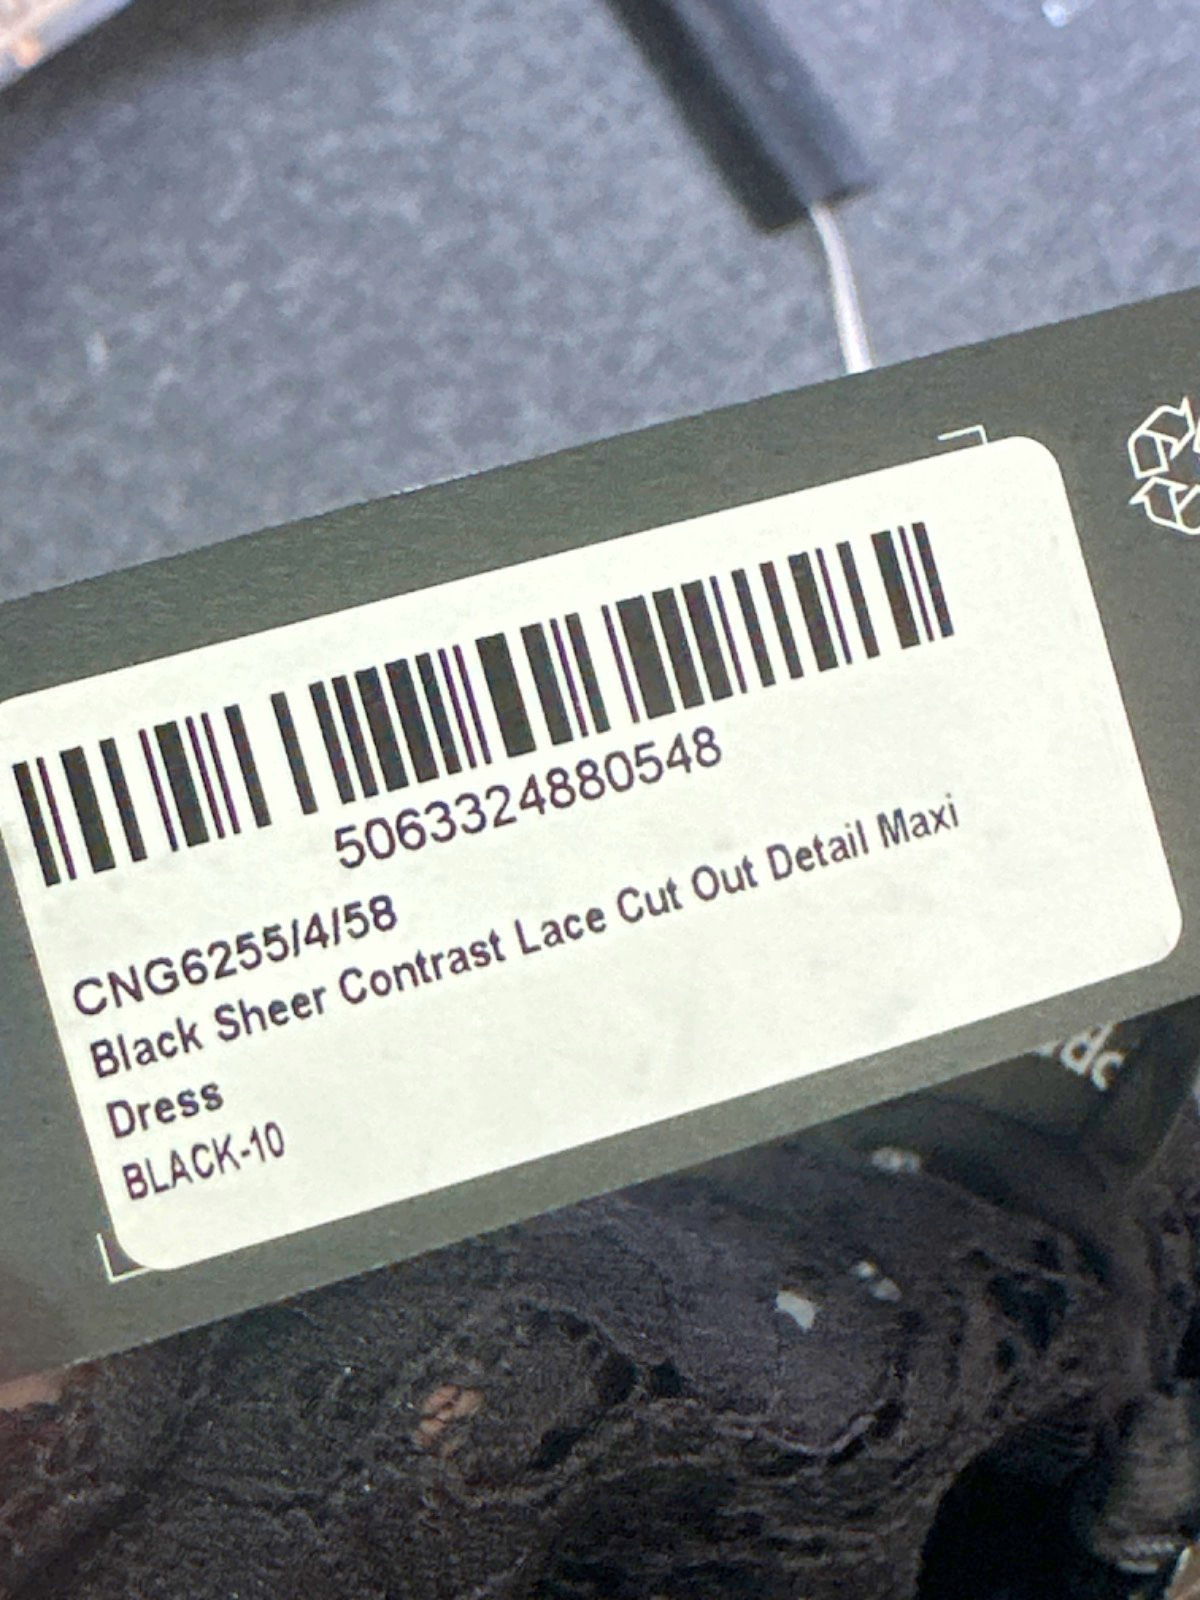 5063324880548
CNG6255/4/58
Black Sheer Contrast Lace Cut Out Detail Maxi
Dress
BLACK-10